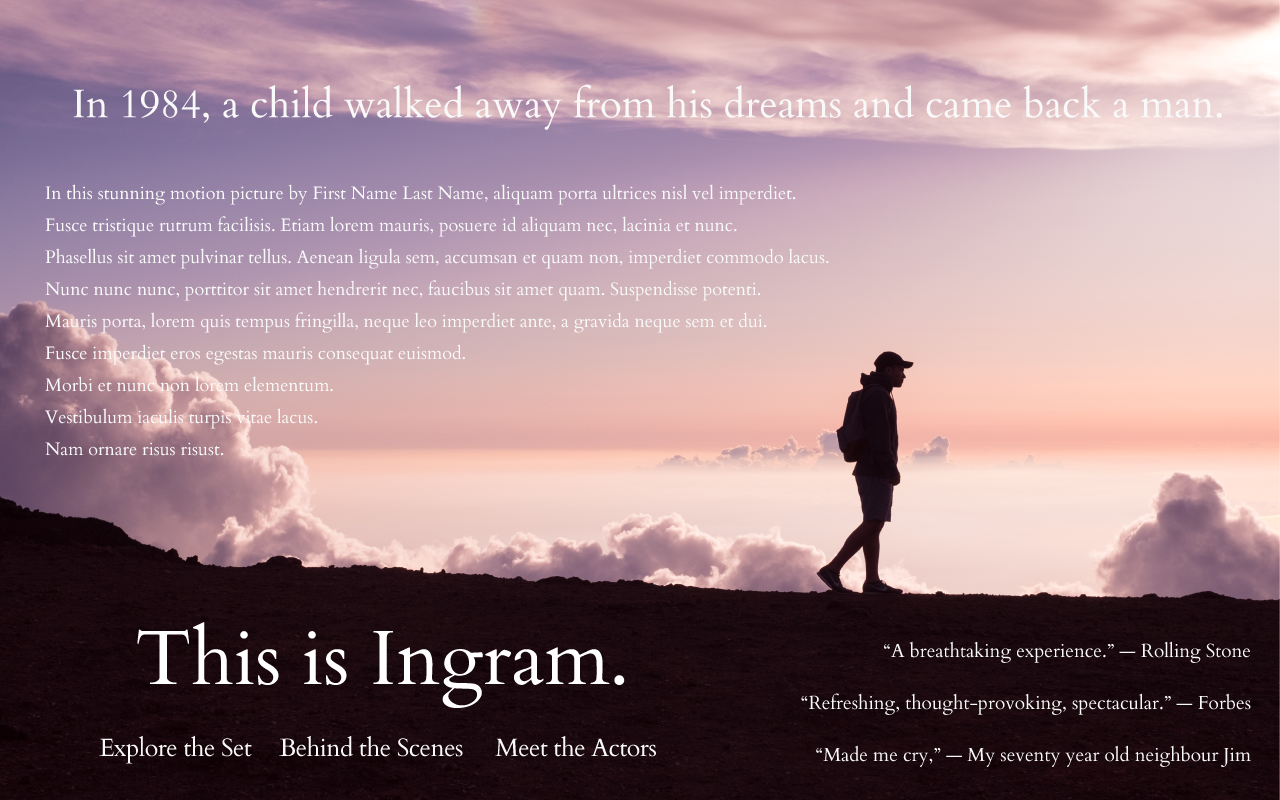 In 1984, a child walked away from his dreams and came back a man.
In this stunning motion picture by First Name Last Name, aliquam porta ultrices nisl vel imperdiet.
Fusce tristique rutrum facilisis. Etiam lorem mauris, posuere id aliquam nec, lacinia et nunc.
Phasellus sit amet pulvinar tellus. Aenean ligula sem, accumsan et quam non, imperdiet commodo lacus.
Nunc nunc nunc, porttitor sit amet hendrerit nec, faucibus sit amet quam. Suspendisse potenti.
Mauris porta, lorem quis tempus fringilla, neque leo imperdiet ante, a gravida neque sem et dui.
Fusce imperdiet eros egestas mauris consequat euismod.
Morbi et nunc non lorem elementum.
Vestibulum iaculis turpis vitae lacus.
Nam ornare risus risust.
This is Ingram.
Explore the Set Behind the Scenes Meet the Actors
“A breathtaking experience.” — Rolling Stone
“Refreshing, thought-provoking, spectacular.” — Forbes
“Made me cry,” — My seventy year old neighbour Jim